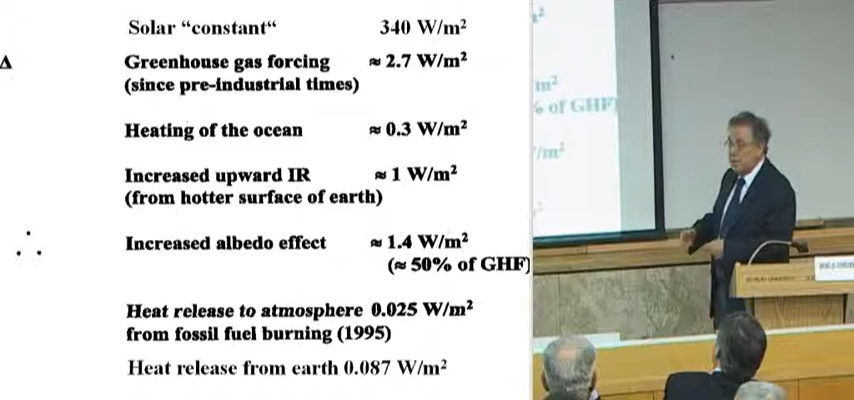 Solar “constant“ 340 W/m²
Δ Greenhouse gas forcing ≈ 2.7 W/m²
(since pre-industrial times)
Heating of the ocean ≈ 0.3 W/m²
Increased upward IR ≈ 1 W/m²
(from hotter surface of earth)
∴ Increased albedo effect ≈ 1.4 W/m²
(≈ 50% of GHF)
Heat release to atmosphere 0.025 W/m²
from fossil fuel burning (1995)
Heat release from earth 0.087 W/m²
m²
% of GHF)
/m²